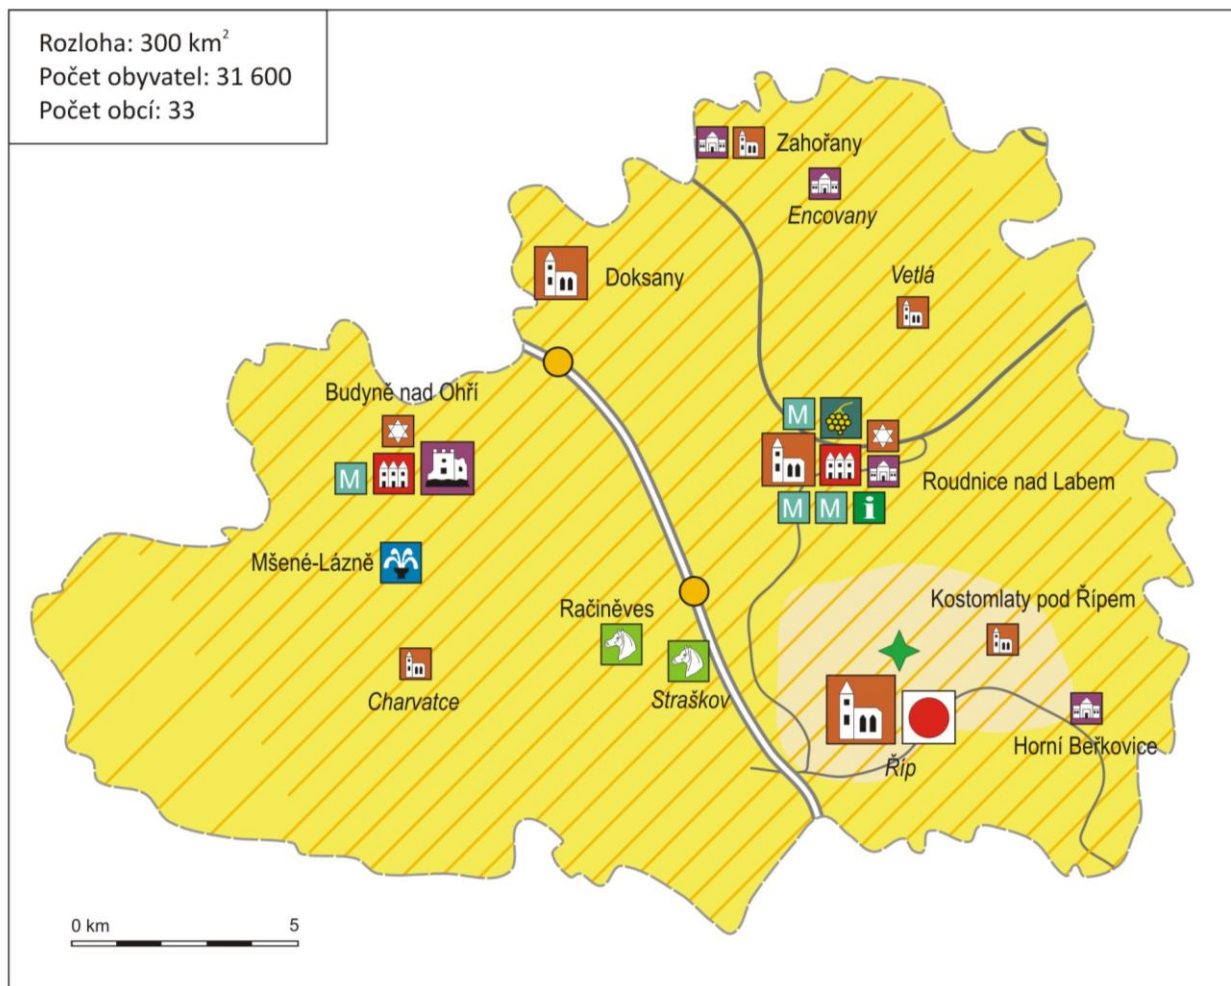 Rozloha: 300 km²
Počet obyvatel: 31 600
Počet obcí: 33
Zahořany
Encovany
Doksany
Vetlá
Budyně nad Ohří
M
M
Roudnice nad Labem
M
M
i
Mšené-Lázně
Račiněves
Kostomlaty pod Řípem
Charvatce
Straškov
Horní Beřkovice
Říp
0 km 5